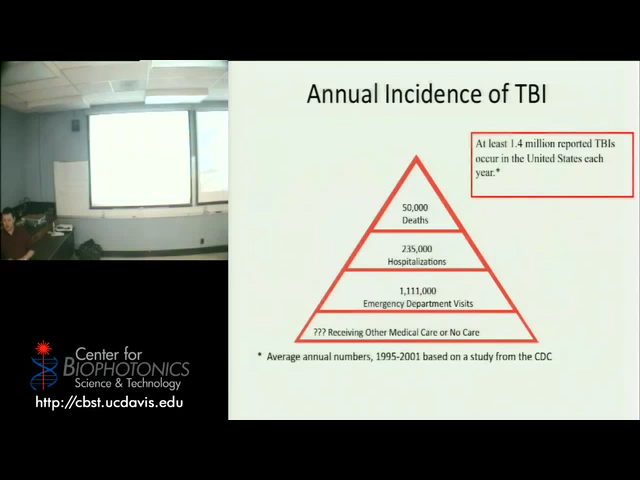 Annual Incidence of TBI
At least 1.4 million reported TBIs
occur in the United States each
year.*
50,000
Deaths
235,000
Hospitalizations
1,111,000
Emergency Department Visits
??? Receiving Other Medical Care or No Care
* Average annual numbers, 1995-2001 based on a study from the CDC
Center for
BIOPHOTONICS
Science & Technology
http://cbst.ucdavis.edu